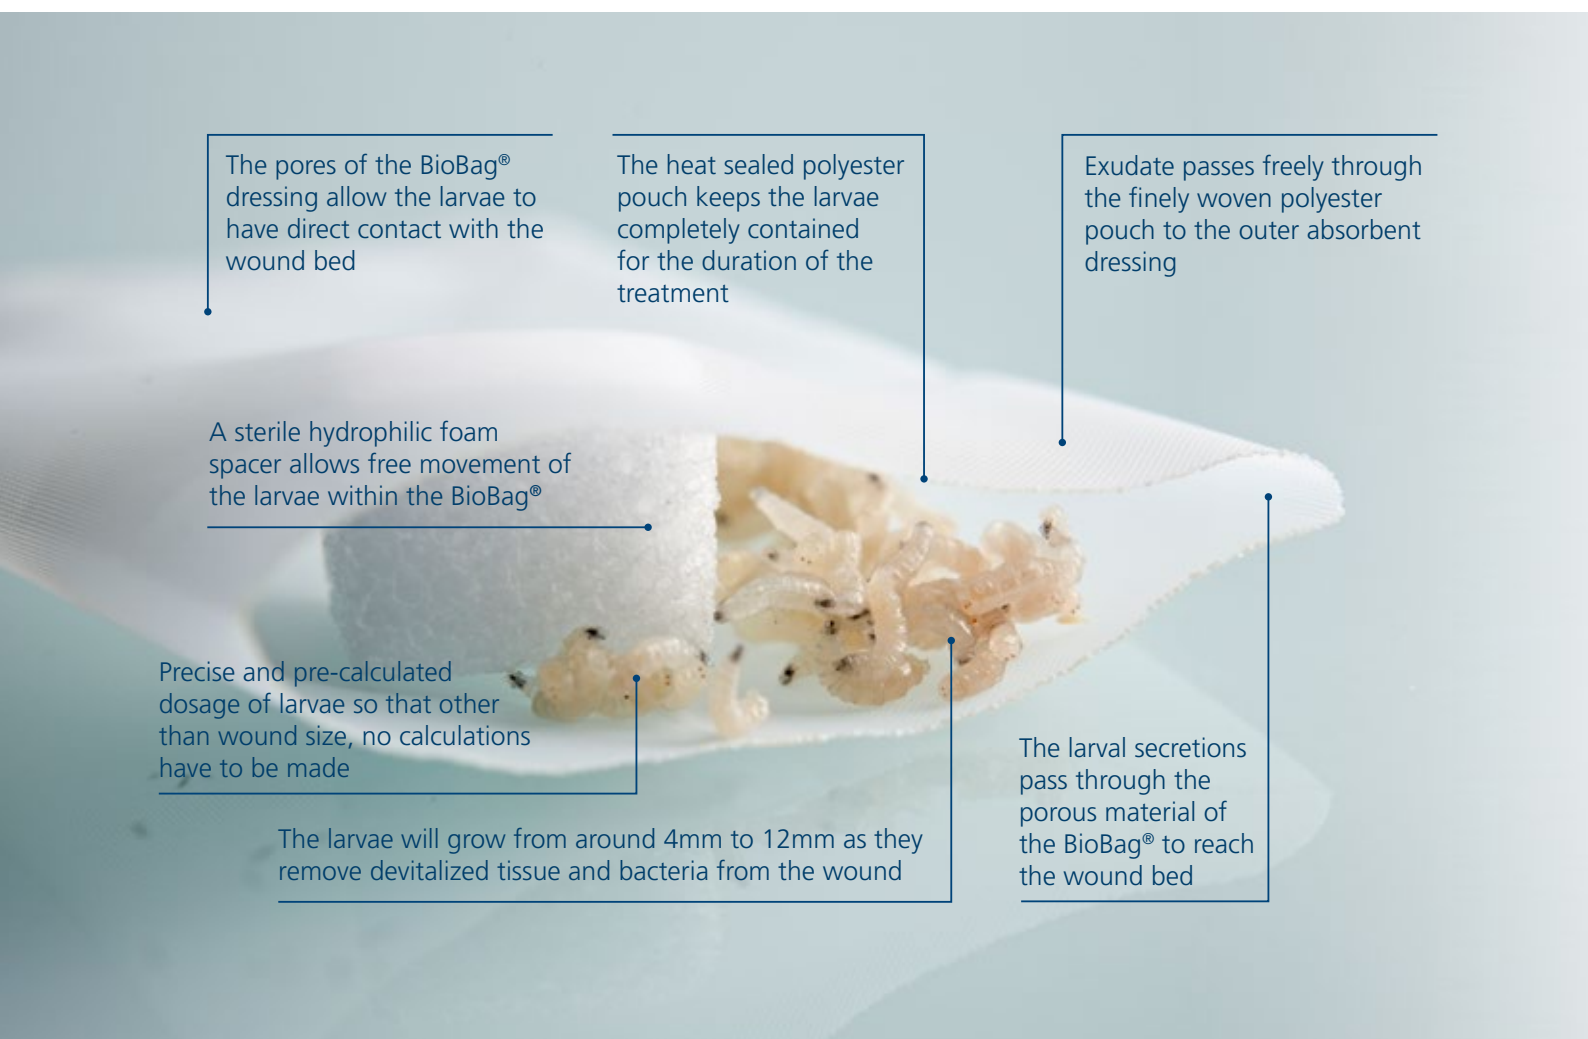 The pores of the BioBag®
dressing allow the larvae to
have direct contact with the
wound bed
The heat sealed polyester
pouch keeps the larvae
completely contained
for the duration of the
treatment
Exudate passes freely through
the finely woven polyester
pouch to the outer absorbent
dressing
A sterile hydrophilic foam
spacer allows free movement of
the larvae within the BioBag®
Precise and pre-calculated
dosage of larvae so that other
than wound size, no calculations
have to be made
The larvae will grow from around 4mm to 12mm as they
remove devitalized tissue and bacteria from the wound
The larval secretions
pass through the
porous material of
the BioBag® to reach
the wound bed